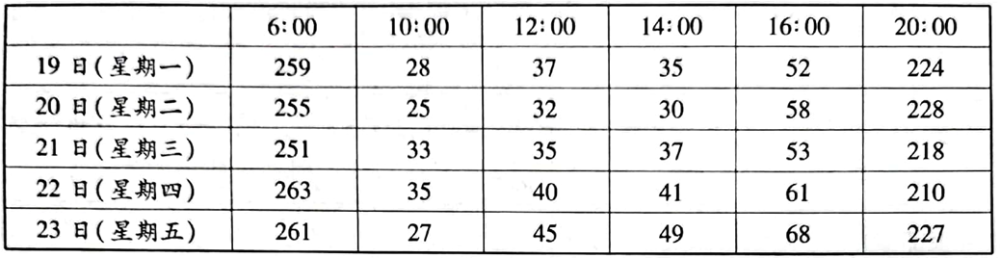 6:00 10:00 12:00 14:00 16:00 20:00
19 日(星期一) 259 28 37 35 52 224
20 日(星期二) 255 25 32 30 58 228
21 日(星期三) 251 33 35 37 53 218
22 日(星期四) 263 35 40 41 61 210
23 日(星期五) 261 27 45 49 68 227